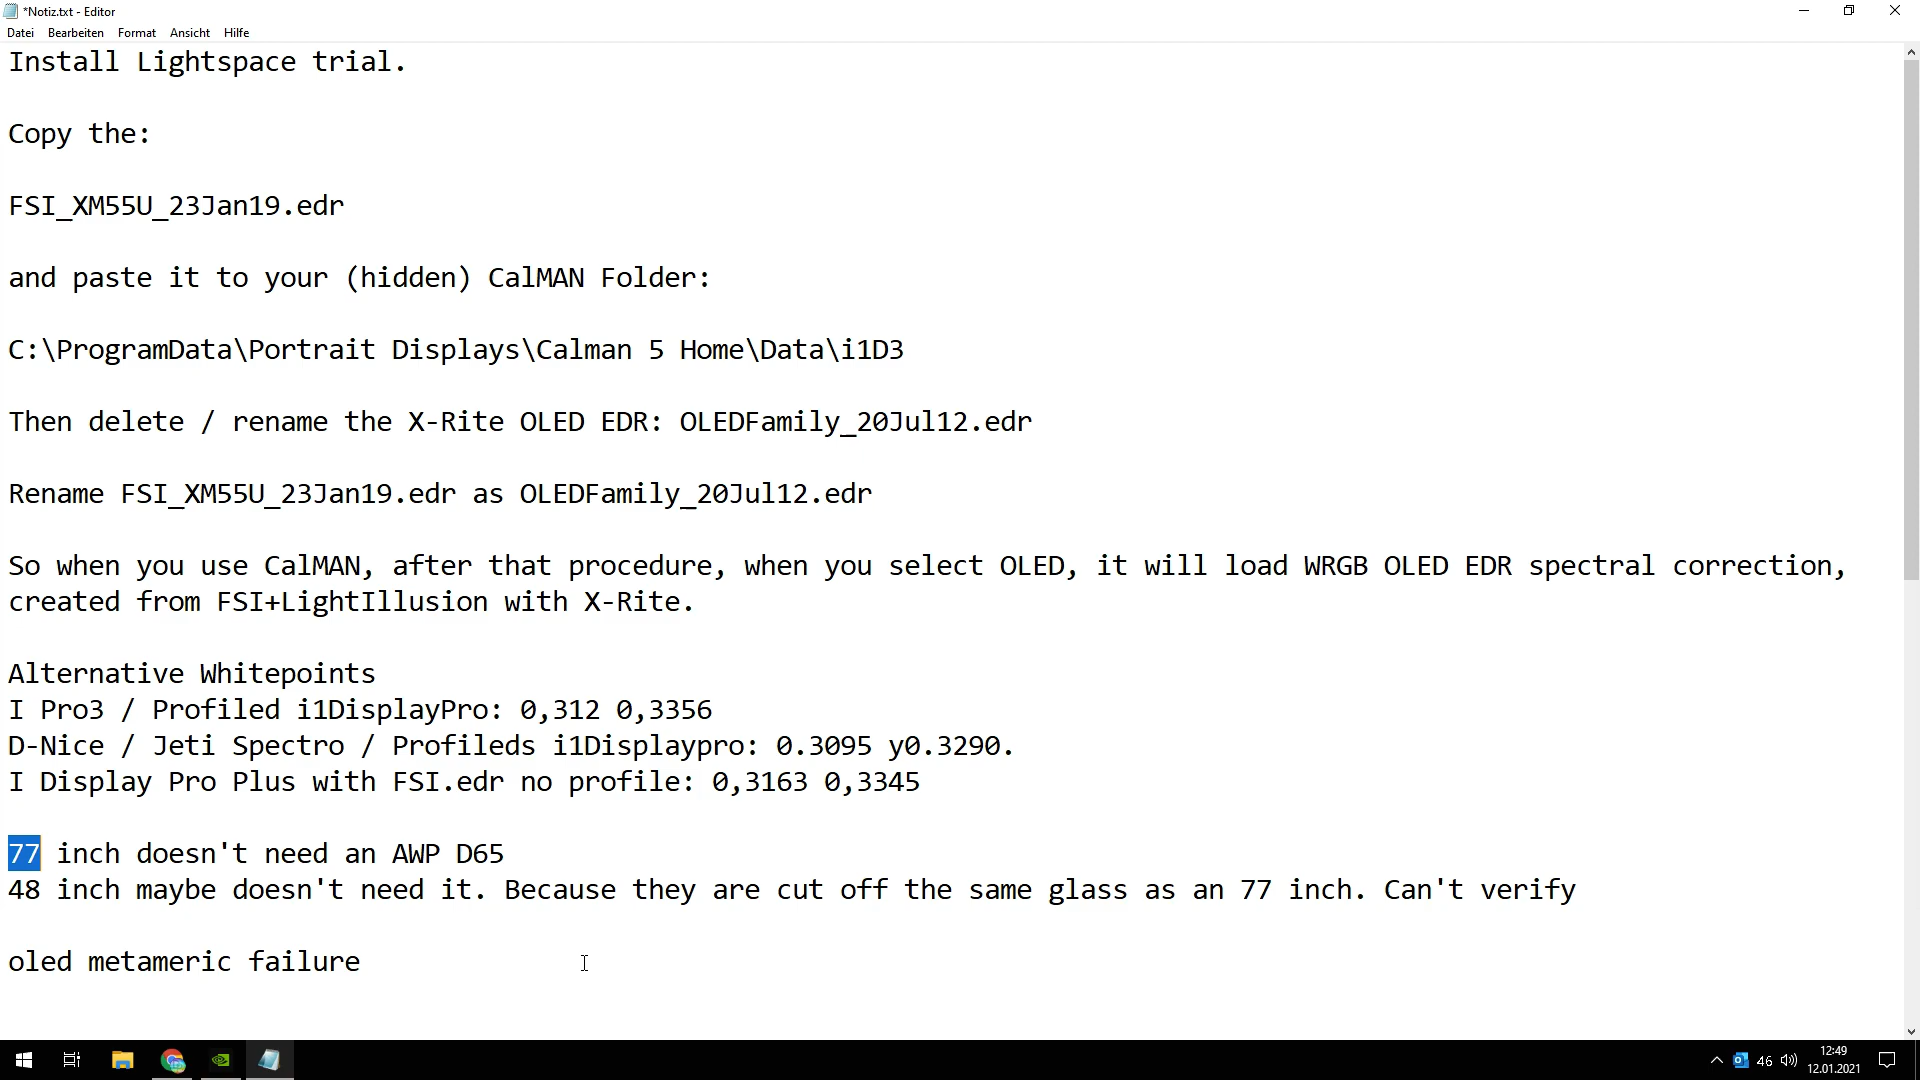 *Notiz.txt - Editor
Datei Bearbeiten Format Ansicht Hilfe
Install Lightspace trial.
Copy the:
FSI_XM55U_23Jan19.edr
and paste it to your (hidden) CalMAN Folder:
C:\ProgramData\Portrait Displays\Calman 5 Home\Data\i1D3
Then delete / rename the X-Rite OLED EDR: OLEDFamily_20Jul12.edr
Rename FSI_XM55U_23Jan19.edr as OLEDFamily_20Jul12.edr
So when you use CalMAN, after that procedure, when you select OLED, it will load WRGB OLED EDR spectral correction,
created from FSI+LightIllusion with X-Rite.
Alternative Whitepoints
I Pro3 / Profiled i1DisplayPro: 0,312 0,3356
D-Nice / Jeti Spectro / Profileds i1Displaypro: 0.3095 y0.3290.
I Display Pro Plus with FSI.edr no profile: 0,3163 0,3345
77 inch doesn't need an AWP D65
48 inch maybe doesn't need it. Because they are cut off the same glass as an 77 inch. Can't verify
oled metameric failure
46
12:49
12.01.2021